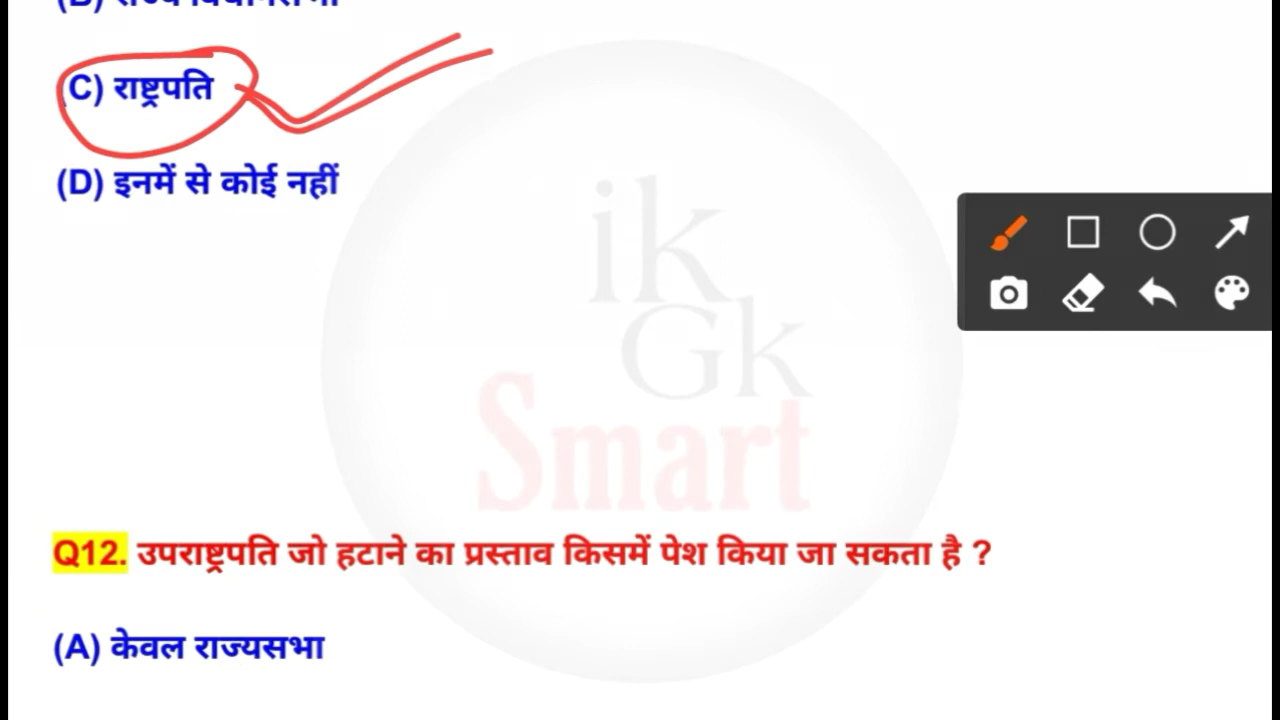 (C) राष्ट्रपति
(D) इनमें से कोई नहीं
ik
Gk
Smart
Q12. उपराष्ट्रपति जो हटाने का प्रस्ताव किसमें पेश किया जा सकता है ?
(A) केवल राज्यसभा